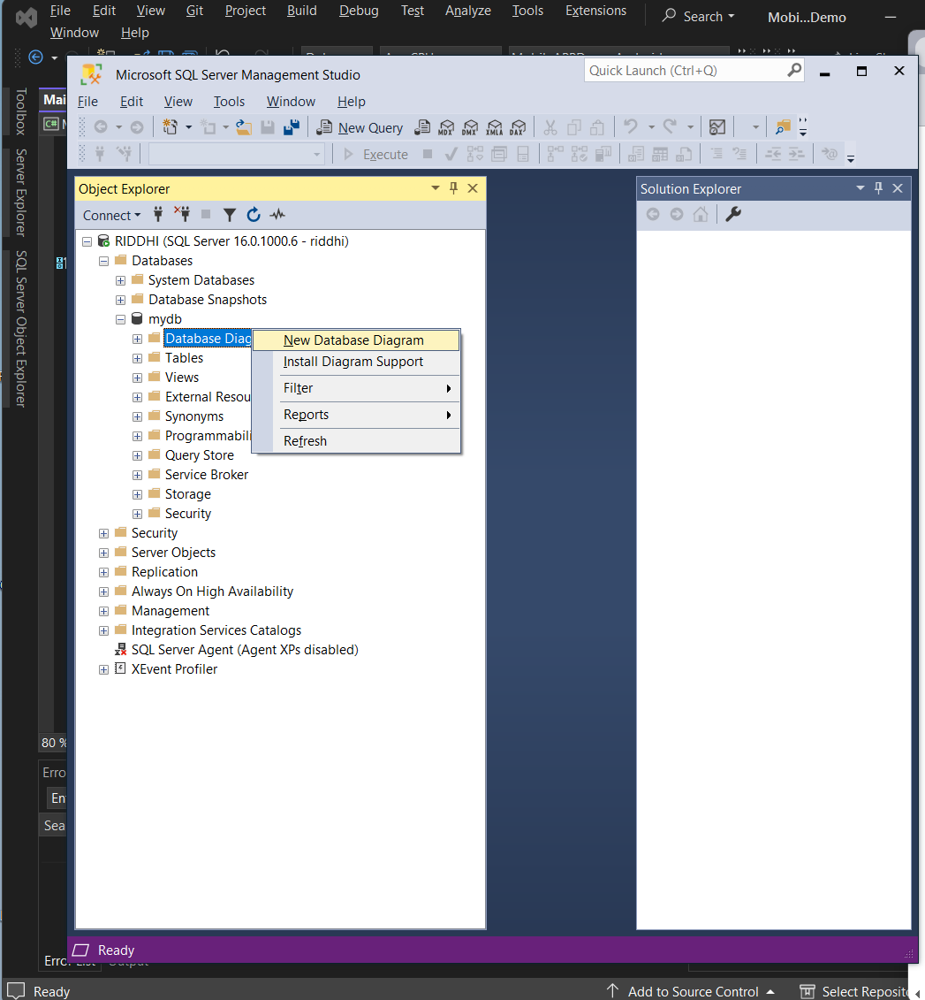 File Edit View Git Project Build Debug Test Analyze Tools Extensions Search Mobi...Demo
Window Help
Microsoft SQL Server Management Studio Quick Launch (Ctrl+Q)
File Edit View Tools Window Help
New Query MDX DMX XMLA DAX
Execute
Toolbox
Server Explorer
SQL Server Object Explorer
Mai
C#
Object Explorer
Connect
RIDDHI (SQL Server 16.0.1000.6 - riddhi)
Databases
System Databases
Database Snapshots
mydb
Database Diag
Tables
Views
External Resou
Synonyms
Programmabili
Query Store
Service Broker
Storage
Security
Security
Server Objects
Replication
Always On High Availability
Management
Integration Services Catalogs
SQL Server Agent (Agent XPs disabled)
XEvent Profiler
New Database Diagram
Install Diagram Support
Filter
Reports
Refresh
Solution Explorer
80 %
Erro
En
Sea
Ready
Error List Output
Ready Add to Source Control Select Reposito